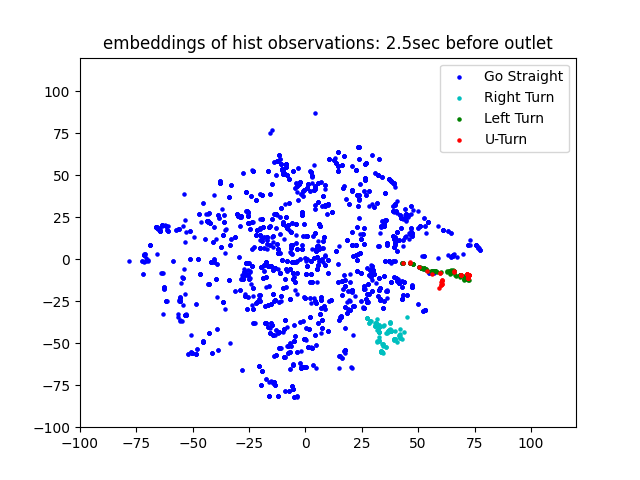 embeddings of hist observations: 2.5sec before outlet
Go Straight
Right Turn
Left Turn
U-Turn
100
75
50
25
0
−25
−50
−75
−100
−100 −75 −50 −25 0 25 50 75 100